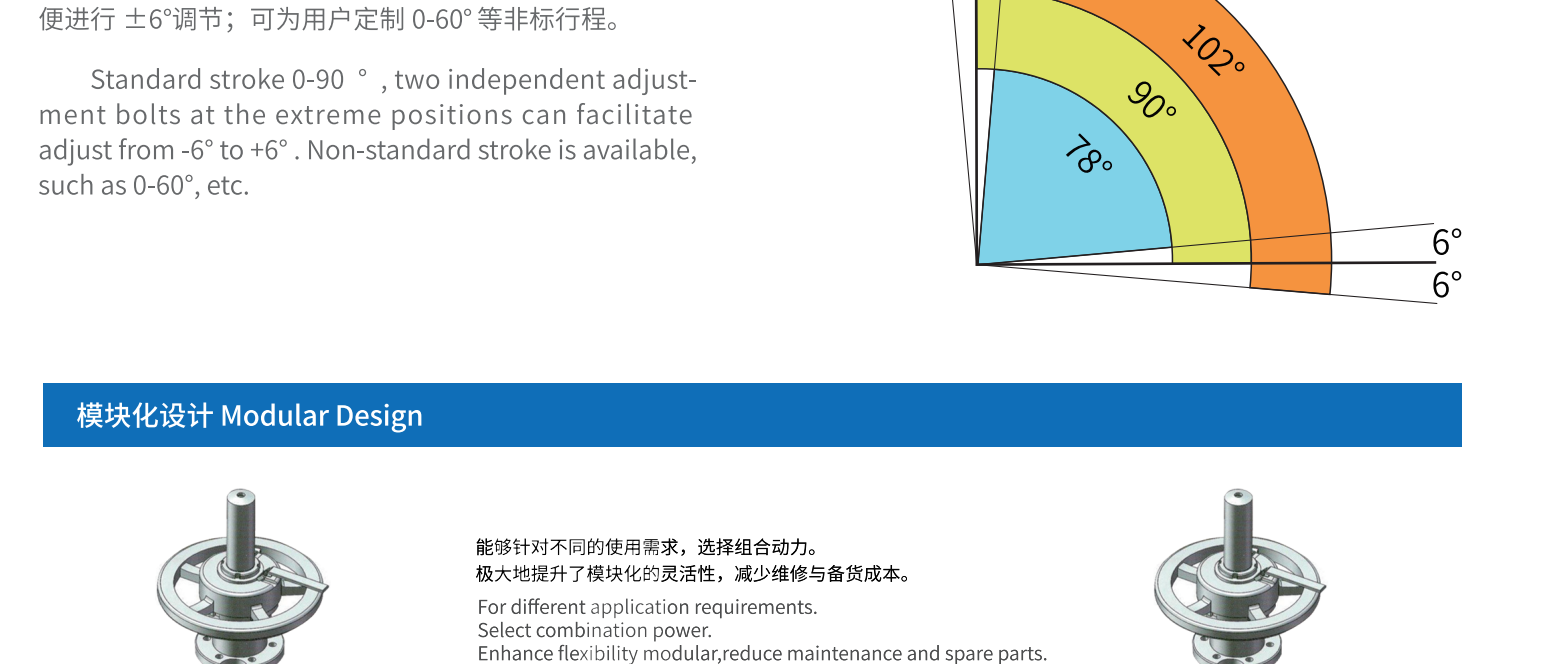 便进行 ±6°调节；可为用户定制 0-60° 等非标行程。
Standard stroke 0-90 ° , two independent adjust-
ment bolts at the extreme positions can facilitate
adjust from -6° to +6° . Non-standard stroke is available,
such as 0-60°, etc.
102°
90°
78°
6°
6°
模块化设计 Modular Design
能够针对不同的使用需求，选择组合动力。
极大地提升了模块化的灵活性，减少维修与备货成本。
For different application requirements.
Select combination power.
Enhance flexibility modular,reduce maintenance and spare parts.